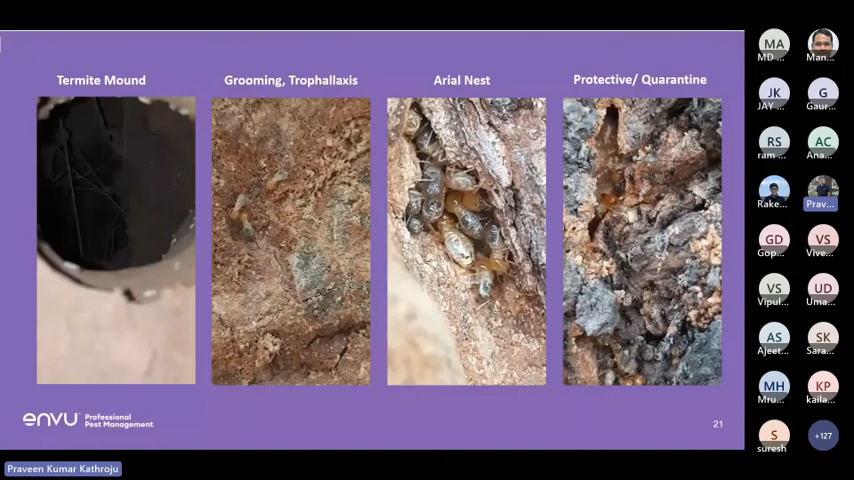 Termite Mound
Grooming, Trophallaxis
Arial Nest
Protective/ Quarantine
envu
Professional
Pest Management
21
Praveen Kumar Kathroju
MA
MD ...
Man...
JK
JAY ...
G
Gaur...
RS
ram ...
AC
Ana...
Rake...
Prav...
GD
Gop...
VS
Vive...
VS
Vipul...
UD
Uma...
AS
Ajeet...
SK
Sara...
MH
Mru...
KP
kaila...
S
suresh
+127